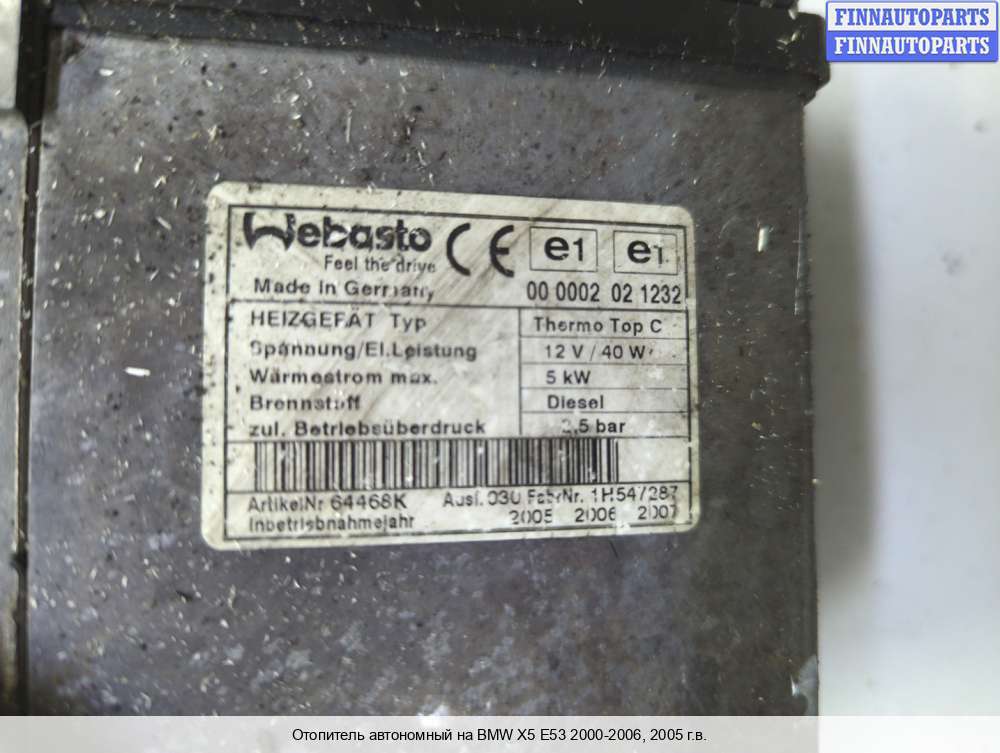 FINNAUTOPARTS
FINNAUTOPARTS
Webasto
Feel the drive
CE e1 e1
Made in Germany 00 0002 02 1232
HEIZGERÄT Typ Thermo Top C
Spannung/El.Leistung 12 V / 40 W
Wärmestrom max. 5 kW
Brennstoff Diesel
zul. Betriebsüberdruck 2,5 bar
ArtikelNr 64468K Ausf. 03U FabrNr. 1H547287
Inbetriebnahmejahr 2005 2006 2007
Отопитель автономный на BMW X5 E53 2000-2006, 2005 г.в.